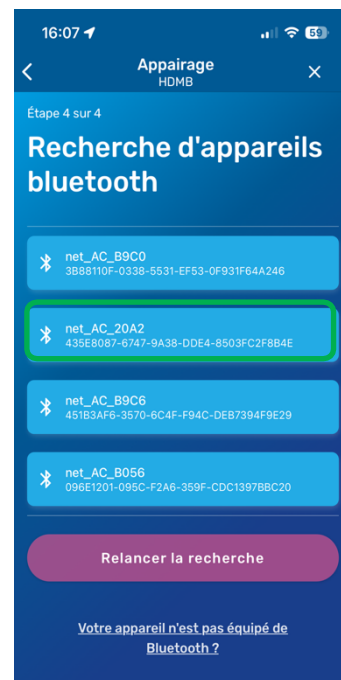 16:07
59
Appairage
HDMB
Étape 4 sur 4
Recherche d'appareils
bluetooth
net_AC_B9C0
3B88110F-0338-5531-EF53-0F931F64A246
net_AC_20A2
435E8087-6747-9A38-DDE4-8503FC2F8B4E
net_AC_B9C6
451B3AF6-3570-6C4F-F94C-DEB7394F9E29
net_AC_B056
096E1201-095C-F2A6-359F-CDC1397BBC20
Relancer la recherche
Votre appareil n'est pas équipé de
Bluetooth ?